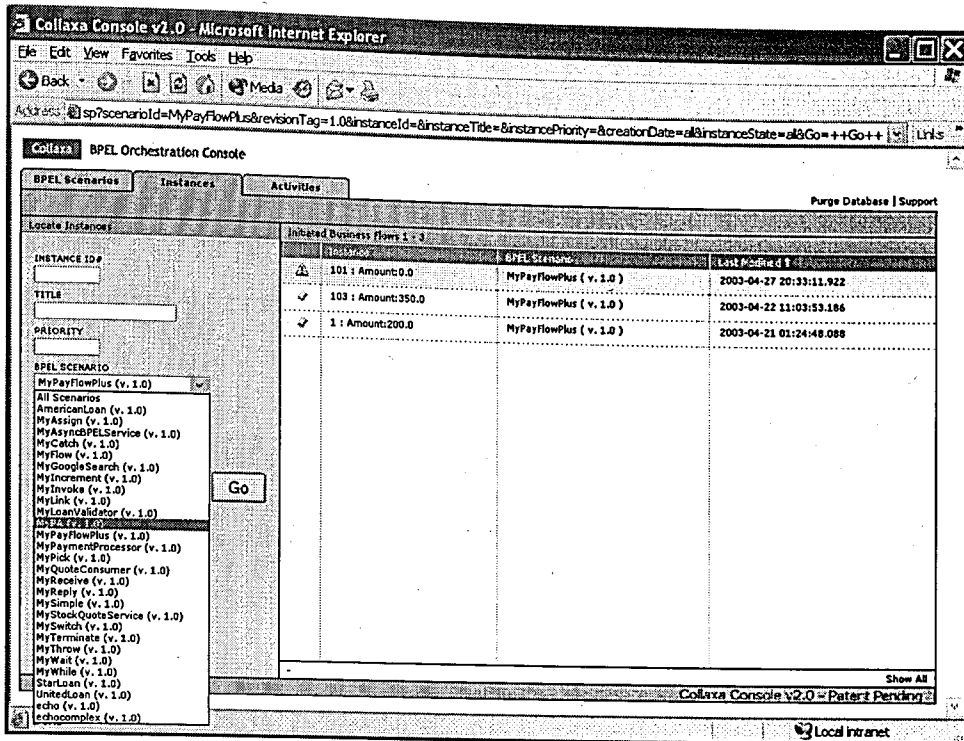 Collaxa Console v2.0 - Microsoft Internet Explorer
File Edit View Favorites Tools Help
Back Media
Address sp?scenarioId=MyPayFlowPlus&revisionTag=1.0&instanceId=&instanceTitle=&instancePriority=&creationDate=all&instanceState=all&Go=++Go++ Links »
Collaxa BPEL Orchestration Console
BPEL Scenarios Instances Activities
Purge Database | Support
Locate Instances
Initiated Business Flows 1 - 3
Instance BPEL Scenario Last Modified
INSTANCE ID#
101 : Amount:0.0 MyPayFlowPlus ( v. 1.0 ) 2003-04-27 20:33:11.922
TITLE
103 : Amount:350.0 MyPayFlowPlus ( v. 1.0 ) 2003-04-22 11:03:53.186
PRIORITY
1 : Amount:200.0 MyPayFlowPlus ( v. 1.0 ) 2003-04-21 01:24:48.088
BPEL SCENARIO
MyPayFlowPlus (v. 1.0)
All Scenarios
AmericanLoan (v. 1.0)
MyAssign (v. 1.0)
MyAsyncBPELService (v. 1.0)
MyCatch (v. 1.0)
MyFlow (v. 1.0)
MyGoogleSearch (v. 1.0)
MyIncrement (v. 1.0)
MyInvoke (v. 1.0)
MyLink (v. 1.0)
MyLoanValidator (v. 1.0)
(v. 1.0)
MyPayFlowPlus (v. 1.0)
MyPaymentProcessor (v. 1.0)
MyPick (v. 1.0)
MyQuoteConsumer (v. 1.0)
MyReceive (v. 1.0)
MyReply (v. 1.0)
MySimple (v. 1.0)
MyStockQuoteService (v. 1.0)
MySwitch (v. 1.0)
MyTerminate (v. 1.0)
MyThrow (v. 1.0)
MyWait (v. 1.0)
MyWhile (v. 1.0)
StarLoan (v. 1.0)
UnitedLoan (v. 1.0)
echo (v. 1.0)
echocomplex (v. 1.0)
Go
Show All
Collaxa Console v2.0 - Patent Pending
Local intranet